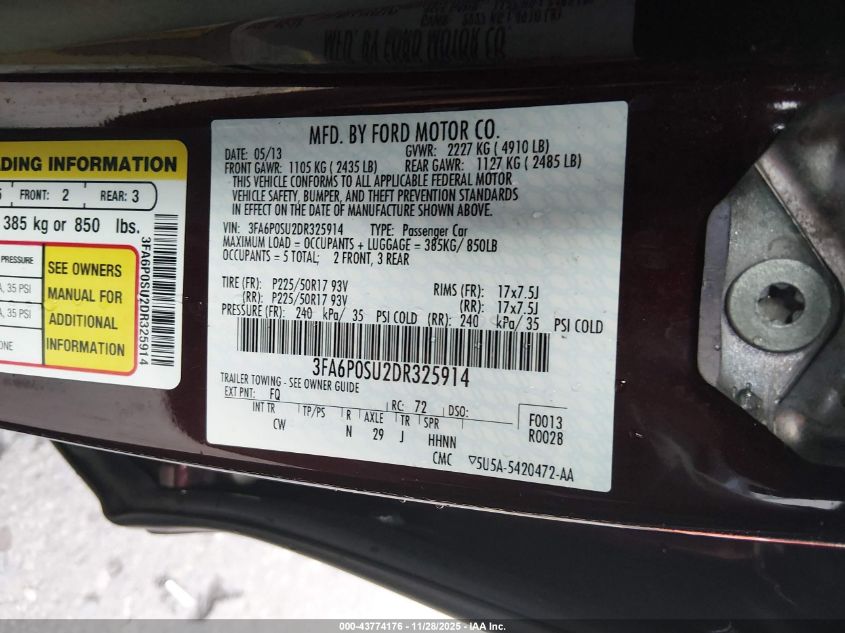 MFD. BY FORD MOTOR CO.
DATE: 05/13 GVWR: 2227 KG ( 4910 LB)
FRONT GAWR: 1105 KG ( 2435 LB) REAR GAWR: 1127 KG ( 2485 LB)
THIS VEHICLE CONFORMS TO ALL APPLICABLE FEDERAL MOTOR
VEHICLE SAFETY, BUMPER, AND THEFT PREVENTION STANDARDS
IN EFFECT ON THE DATE OF MANUFACTURE SHOWN ABOVE.
VIN: 3FA6P0SU2DR325914 TYPE: Passenger Car
MAXIMUM LOAD = OCCUPANTS + LUGGAGE = 385KG/ 850LB
OCCUPANTS = 5 TOTAL; 2 FRONT, 3 REAR
TIRE (FR): P225/50R17 93V RIMS (FR): 17x7.5J
(RR): P225/50R17 93V (RR): 17x7.5J
PRESSURE (FR): 240 kPa/ 35 PSI COLD (RR): 240 kPa/ 35 PSI COLD
3FA6P0SU2DR325914
TRAILER TOWING - SEE OWNER GUIDE
EXT PNT: FQ RC: 72 DSO:
INT TR TP/PS R AXLE TR SPR
CW N 29 J HHNN
F0013
R002B
CMC ▽5U5A-5420472-AA
ADING INFORMATION
5 FRONT: 2 REAR: 3
385 kg or 850 lbs.
PRESSURE
A, 35 PSI
A, 35 PSI
ONE
SEE OWNERS
MANUAL FOR
ADDITIONAL
INFORMATION
3FA6P0SU2DR325914
000-43774176 - 11/28/2025 - IAA Inc.